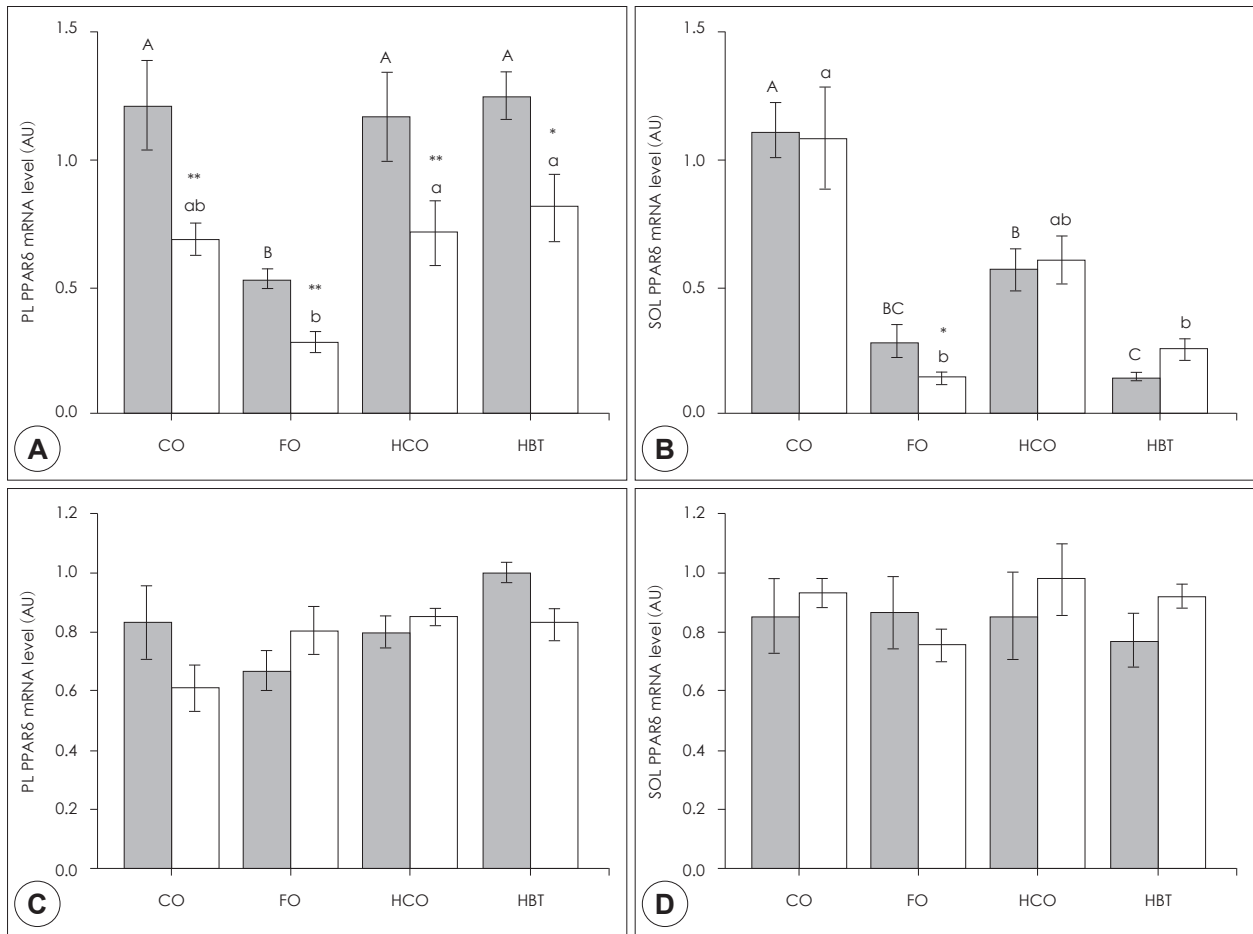 1.5
1.0
0.5
0.0
PL PPARδ mRNA level (AU)
A
** 
ab
B
**
b
A
**
a
A
*
a
CO FO HCO HBT
A
1.5
1.0
0.5
0.0
SOL PPARδ mRNA level (AU)
A
a
BC
*
b
B
ab
C
b
CO FO HCO HBT
B
1.2
1.0
0.8
0.6
0.4
0.2
0.0
PL PPARδ mRNA level (AU)
CO FO HCO HBT
C
1.2
1.0
0.8
0.6
0.4
0.2
0.0
SOL PPARδ mRNA level (AU)
CO FO HCO HBT
D